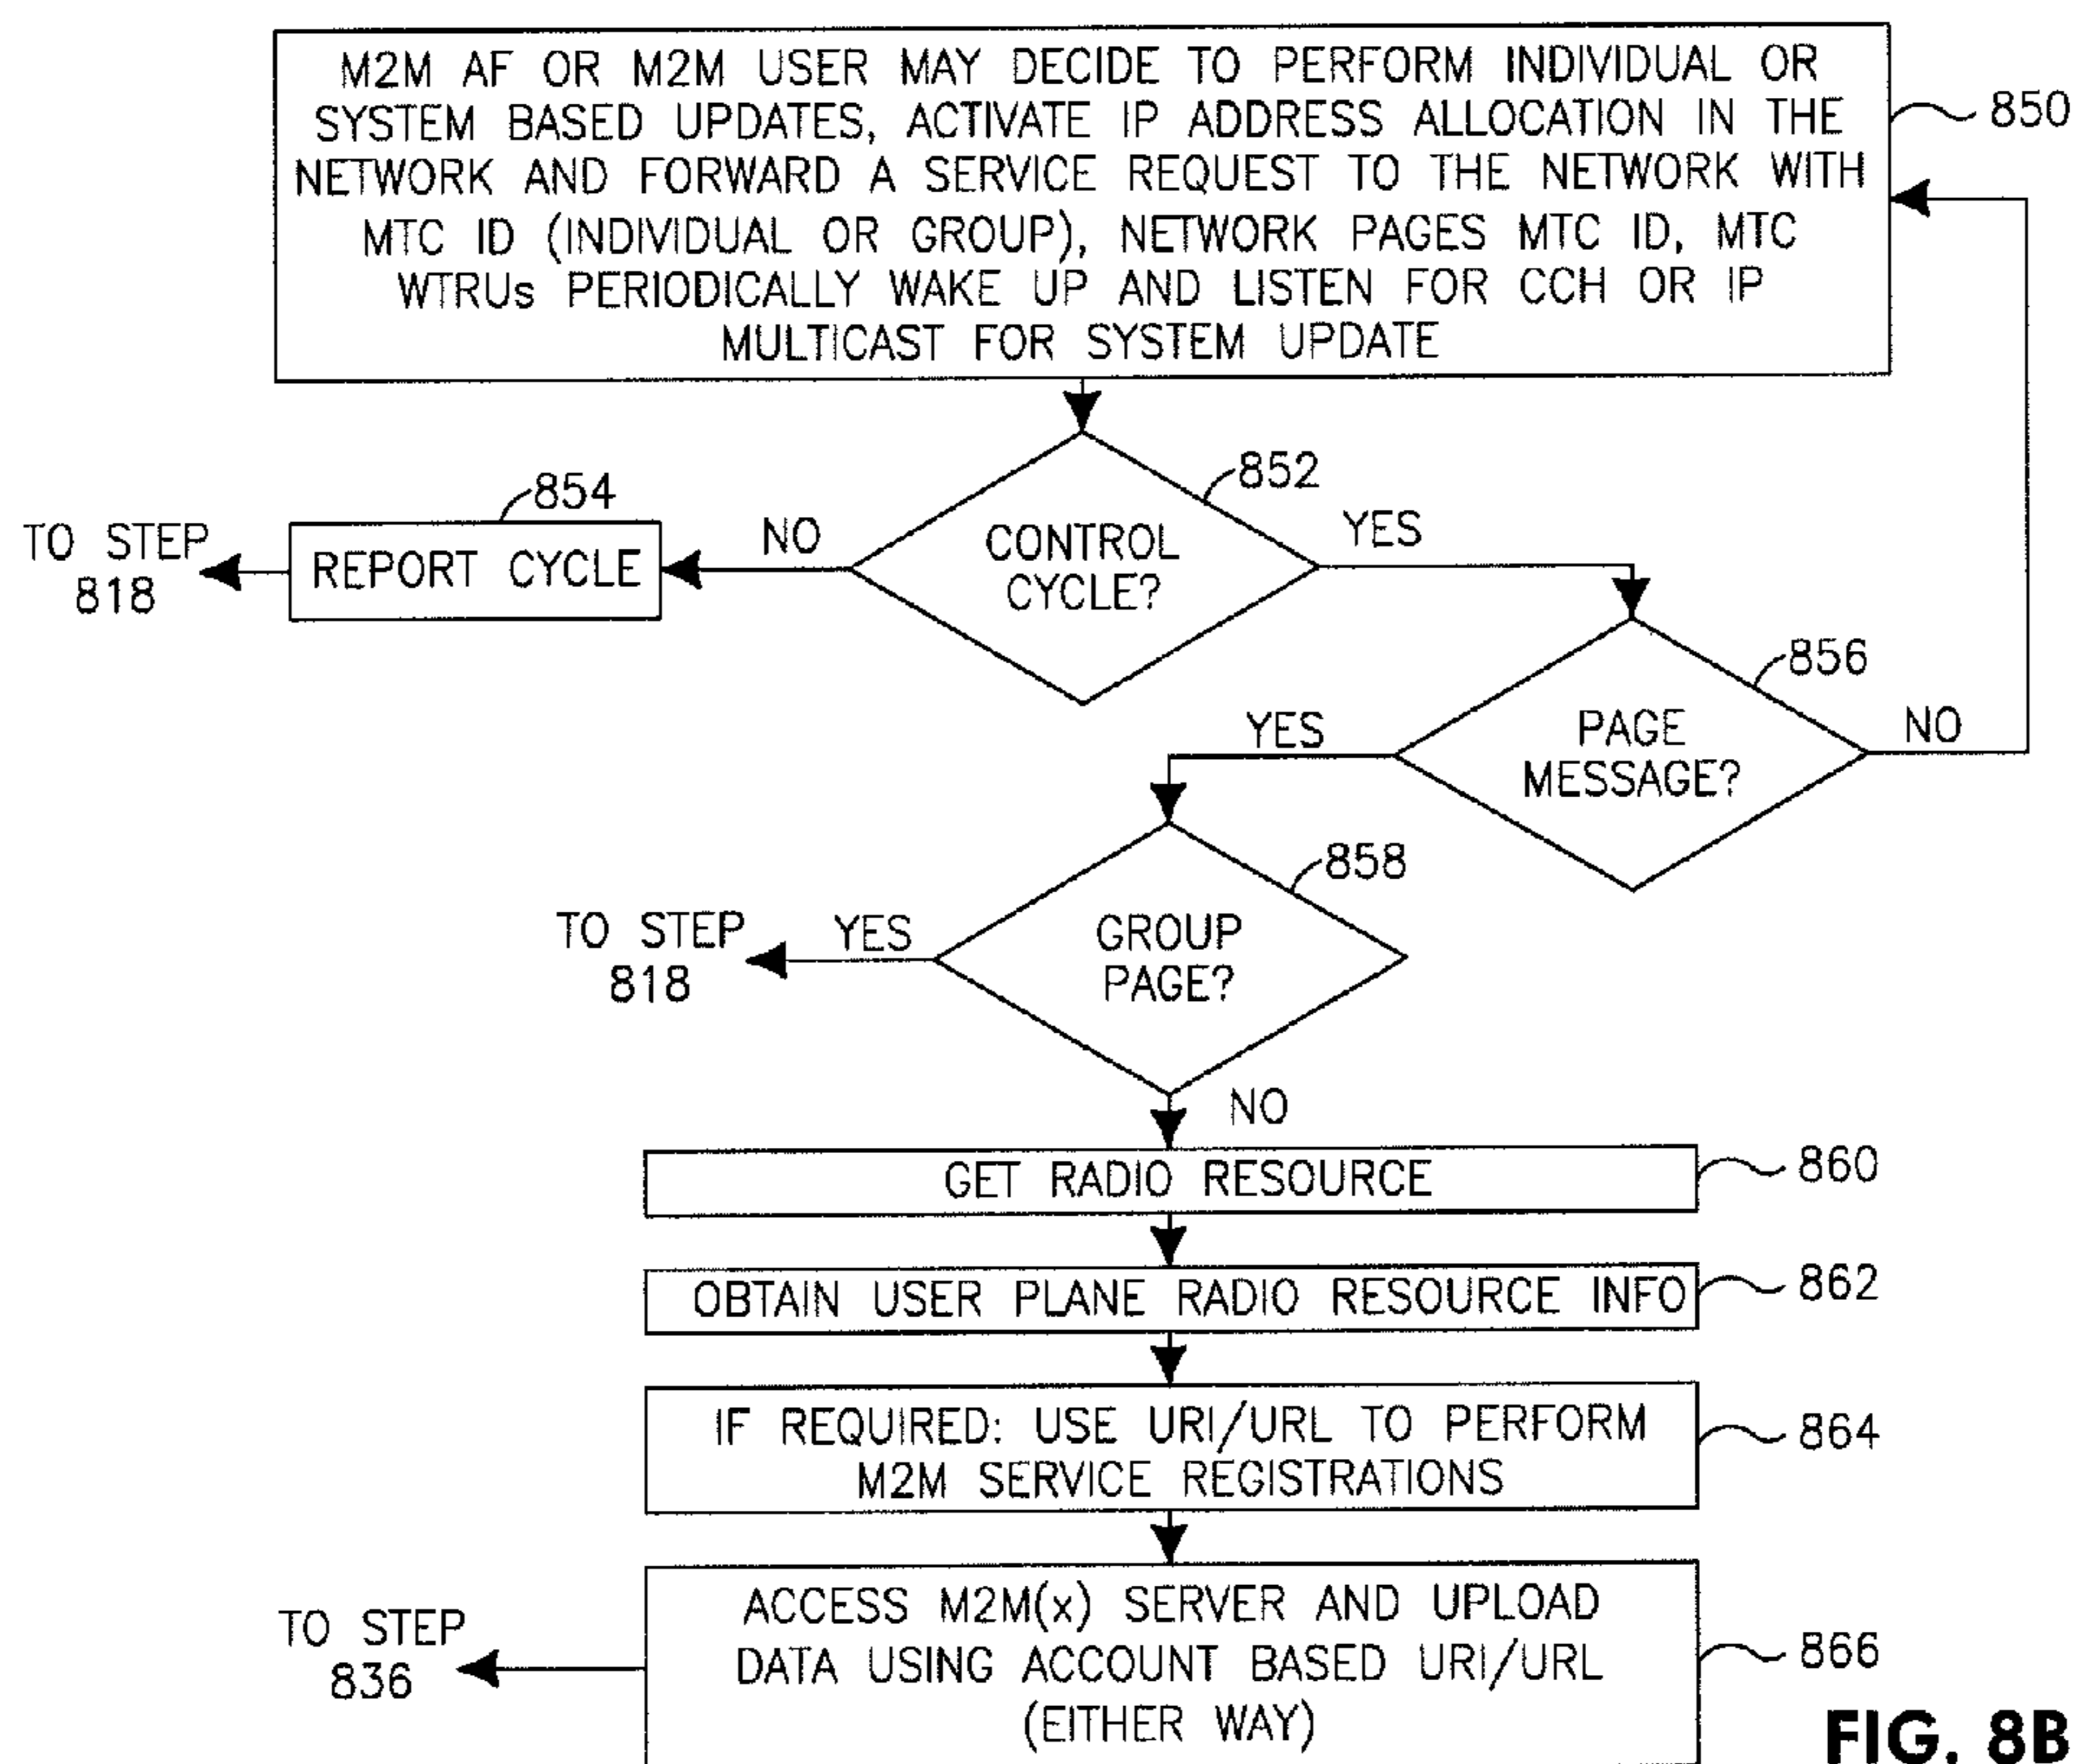 M2M AF OR M2M USER MAY DECIDE TO PERFORM INDIVIDUAL OR
SYSTEM BASED UPDATES, ACTIVATE IP ADDRESS ALLOCATION IN THE
NETWORK AND FORWARD A SERVICE REQUEST TO THE NETWORK WITH
MTC ID (INDIVIDUAL OR GROUP), NETWORK PAGES MTC ID, MTC
WTRUs PERIODICALLY WAKE UP AND LISTEN FOR CCH OR IP
MULTICAST FOR SYSTEM UPDATE
850
852
CONTROL
CYCLE?
NO
YES
854
REPORT CYCLE
TO STEP
818
856
PAGE
MESSAGE?
YES
NO
858
GROUP
PAGE?
YES
TO STEP
818
NO
GET RADIO RESOURCE
860
OBTAIN USER PLANE RADIO RESOURCE INFO
862
IF REQUIRED: USE URI/URL TO PERFORM
M2M SERVICE REGISTRATIONS
864
ACCESS M2M(x) SERVER AND UPLOAD
DATA USING ACCOUNT BASED URI/URL
(EITHER WAY)
866
TO STEP
836
FIG. 8B